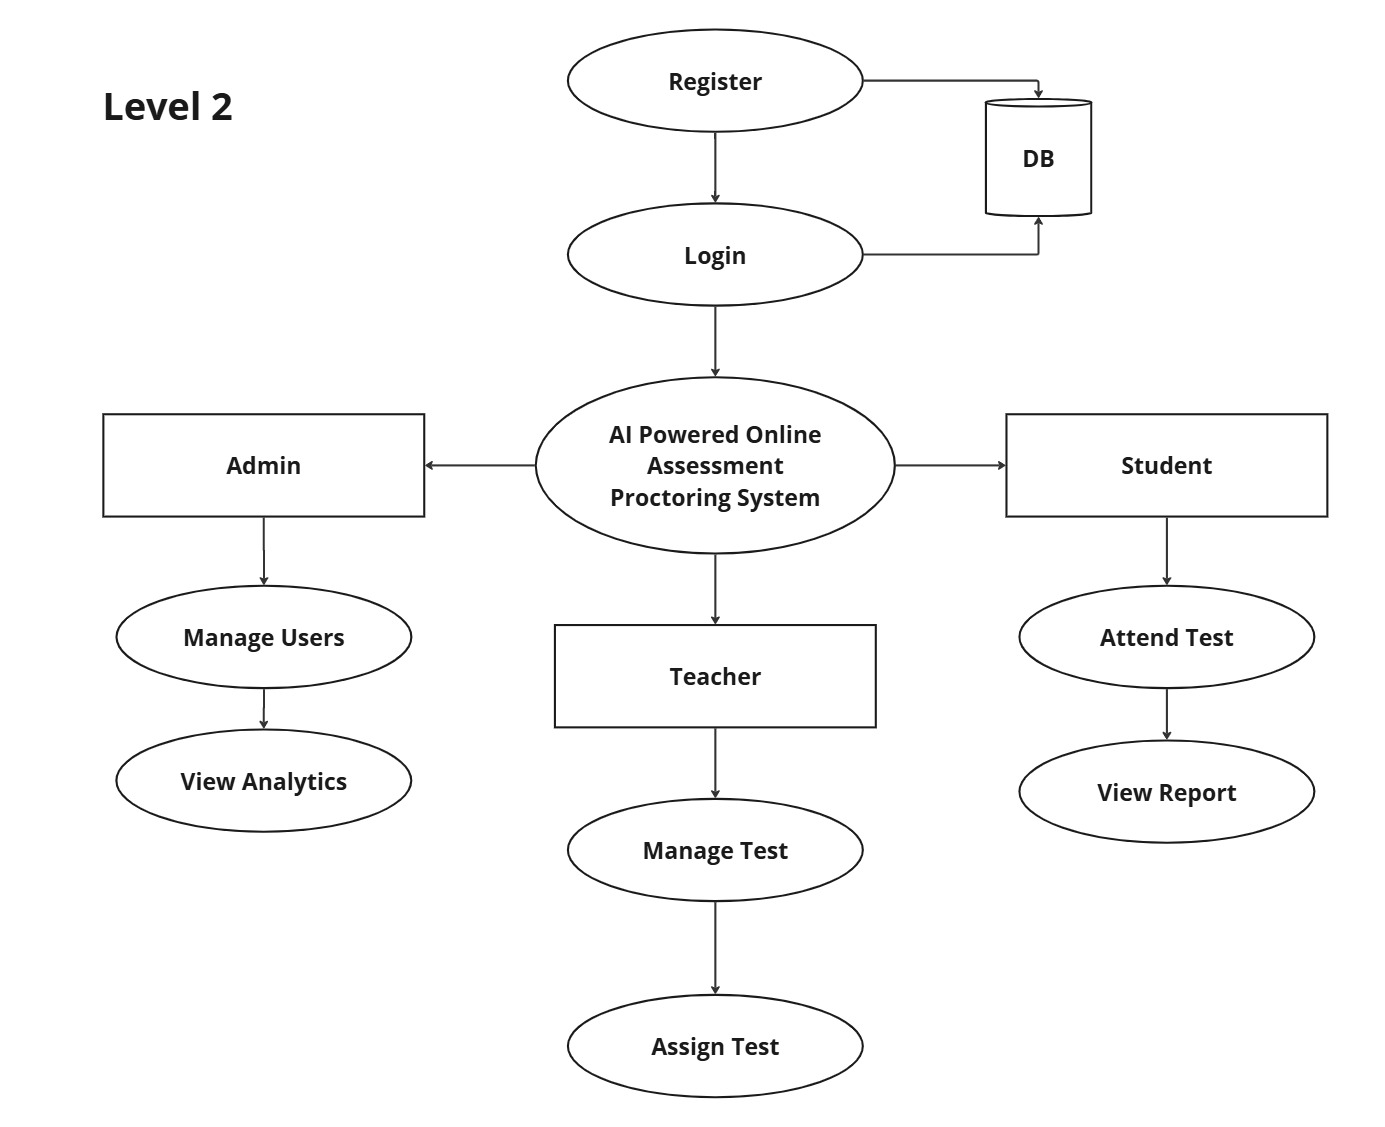 Level 2
Register
DB
Login
AI Powered Online
Assessment
Proctoring System
Admin
Student
Manage Users
Attend Test
Teacher
View Analytics
View Report
Manage Test
Assign Test